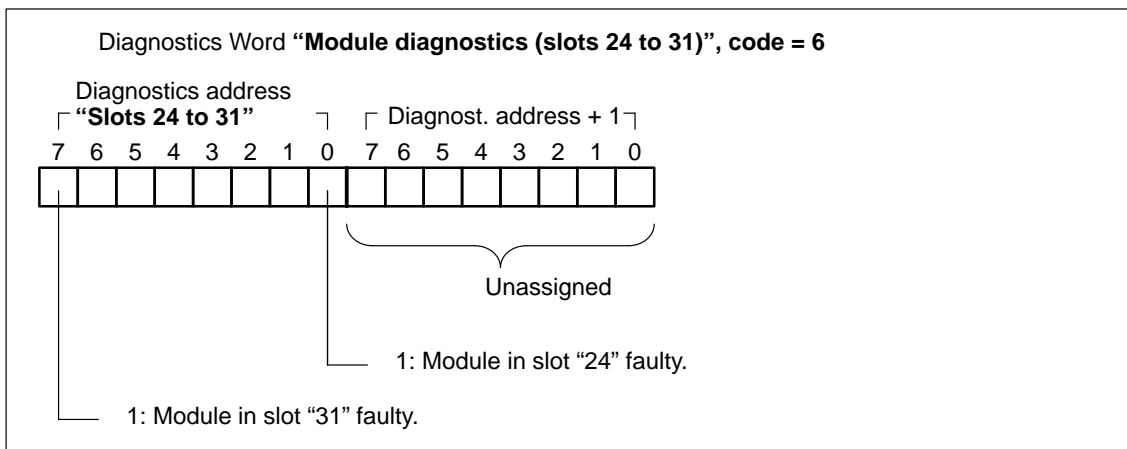 Diagnostics Word “Module diagnostics (slots 24 to 31)”, code = 6
Diagnostics address
“Slots 24 to 31”
Diagnost. address + 1
7 6 5 4 3 2 1 0 7 6 5 4 3 2 1 0
Unassigned
1: Module in slot “24” faulty.
1: Module in slot “31” faulty.